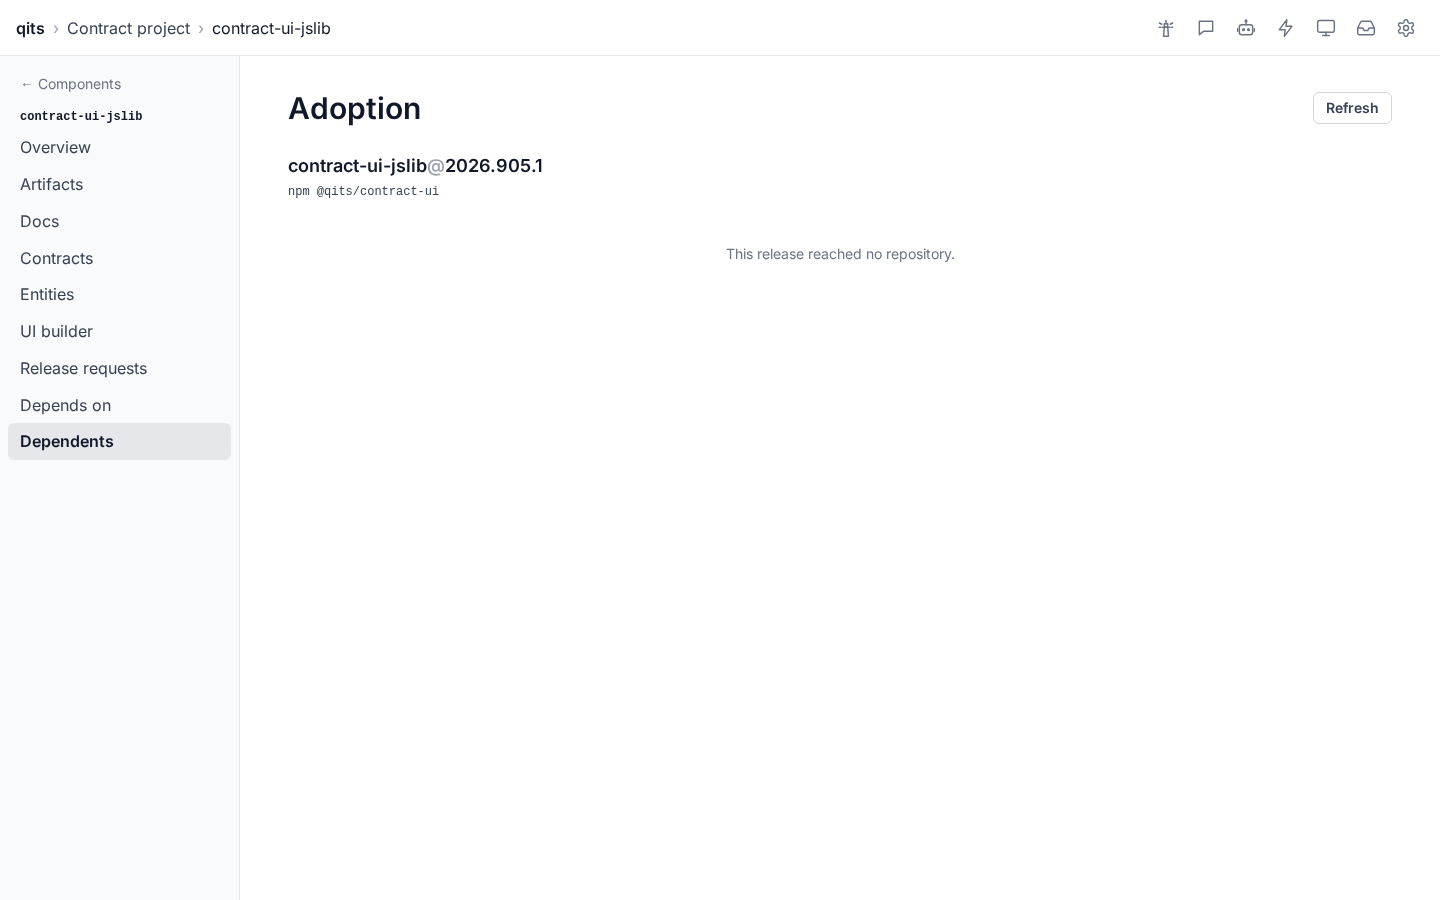 qits › Contract project › contract-ui-jslib
← Components
contract-ui-jslib
Overview
Artifacts
Docs
Contracts
Entities
UI builder
Release requests
Depends on
Dependents
Adoption
Refresh
contract-ui-jslib@2026.905.1
npm @qits/contract-ui
This release reached no repository.